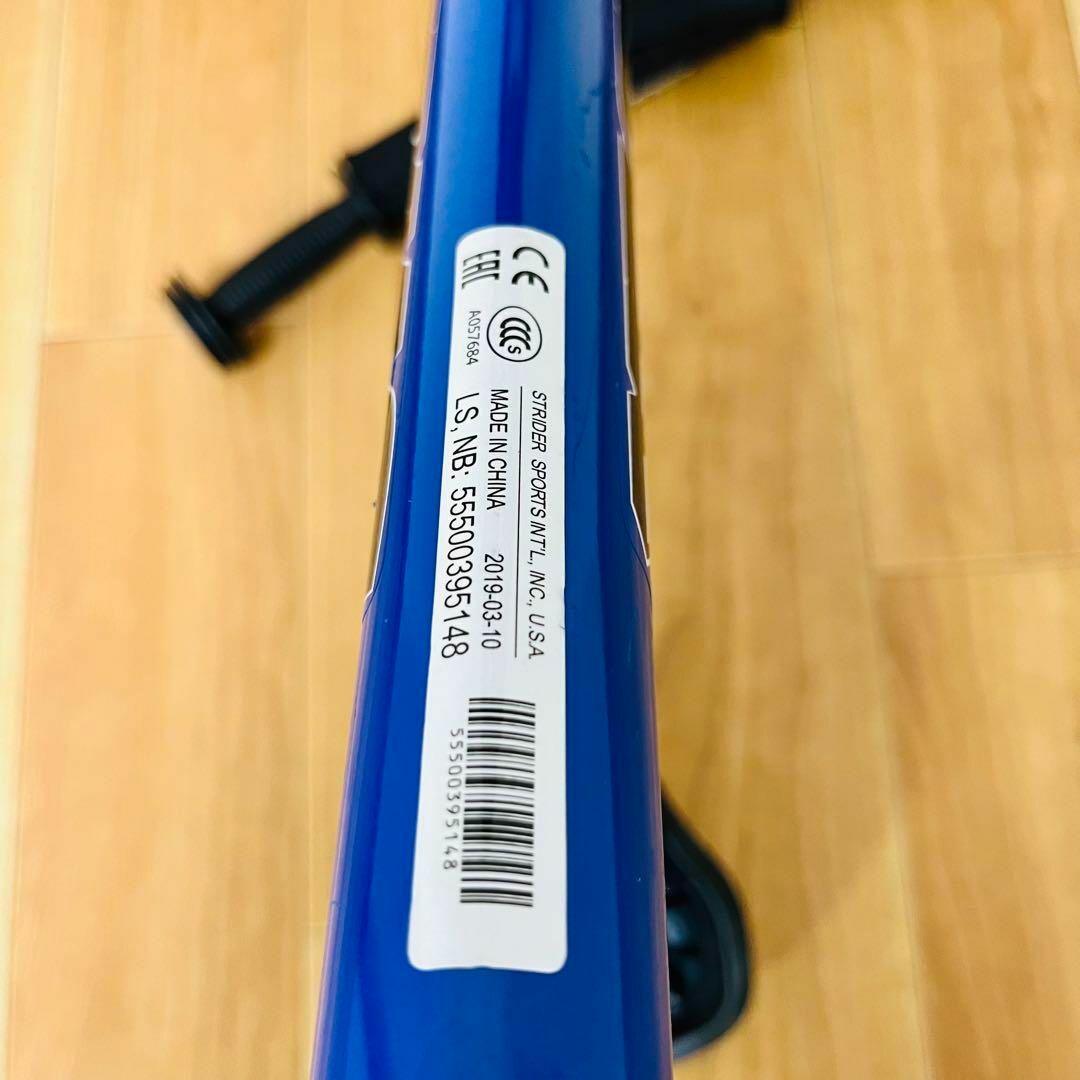 CE
EAC
CCC S
A057684
STRIDER SPORTS INT'L., INC., U.S.A.
MADE IN CHINA 2019-03-10
LS, NB: 55500395148
55500395148